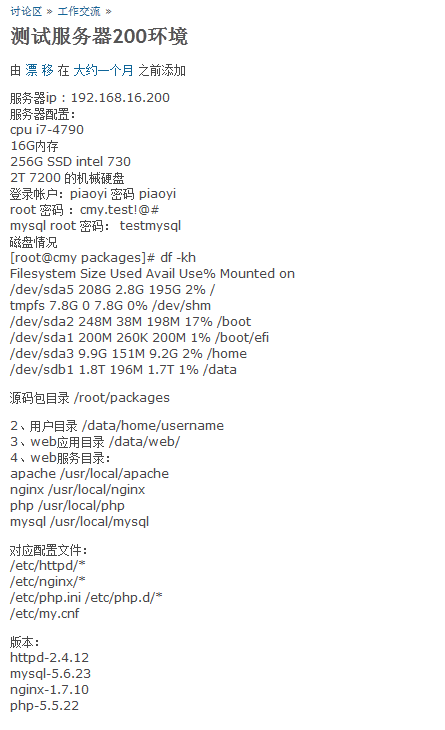 讨论区 » 工作交流 »
测试服务器200环境
由 漂 移 在 大约一个月 之前添加
服务器ip：192.168.16.200
服务器配置：
cpu i7-4790
16G内存
256G SSD intel 730
2T 7200 的机械硬盘
登录帐户：piaoyi 密码 piaoyi
root 密码 ：cmy.test!@#
mysql root 密码： testmysql
磁盘情况
[root@cmy packages]# df -kh
Filesystem Size Used Avail Use% Mounted on
/dev/sda5 208G 2.8G 195G 2% /
tmpfs 7.8G 0 7.8G 0% /dev/shm
/dev/sda2 248M 38M 198M 17% /boot
/dev/sda1 200M 260K 200M 1% /boot/efi
/dev/sda3 9.9G 151M 9.2G 2% /home
/dev/sdb1 1.8T 196M 1.7T 1% /data
源码包目录 /root/packages
2、用户目录 /data/home/username
3、web应用目录 /data/web/
4、web服务目录：
apache /usr/local/apache
nginx /usr/local/nginx
php /usr/local/php
mysql /usr/local/mysql
对应配置文件：
/etc/httpd/*
/etc/nginx/*
/etc/php.ini /etc/php.d/*
/etc/my.cnf
版本：
httpd-2.4.12
mysql-5.6.23
nginx-1.7.10
php-5.5.22